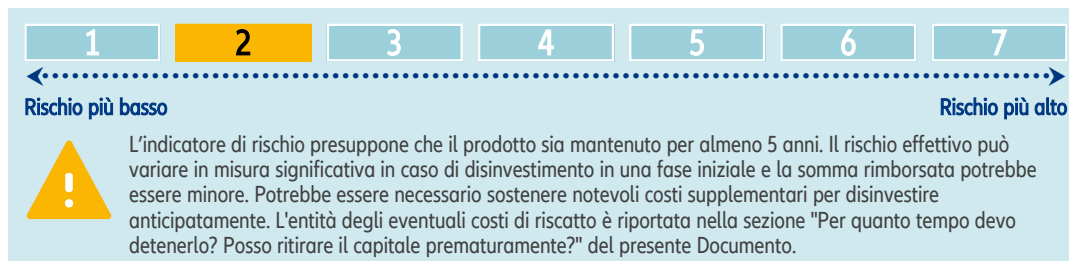 1 2 3 4 5 6 7
Rischio più basso Rischio più alto
L'indicatore di rischio presuppone che il prodotto sia mantenuto per almeno 5 anni. Il rischio effettivo può
variare in misura significativa in caso di disinvestimento in una fase iniziale e la somma rimborsata potrebbe
essere minore. Potrebbe essere necessario sostenere notevoli costi supplementari per disinvestire
anticipatamente. L'entità degli eventuali costi di riscatto è riportata nella sezione "Per quanto tempo devo
detenerlo? Posso ritirare il capitale prematuramente?" del presente Documento.